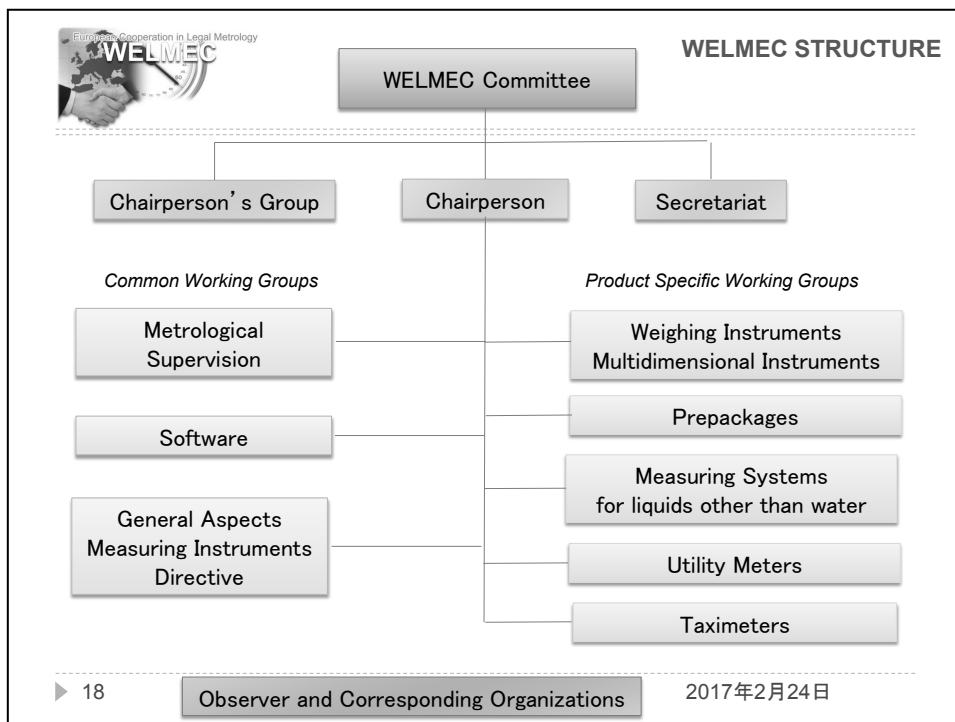 European Cooperation in Legal Metrology
WELMEC
WELMEC STRUCTURE
WELMEC Committee
Chairperson's Group
Chairperson
Secretariat
Common Working Groups
Product Specific Working Groups
Metrological
Supervision
Weighing Instruments
Multidimensional Instruments
Software
Prepackages
General Aspects
Measuring Instruments
Directive
Measuring Systems
for liquids other than water
Utility Meters
Taximeters
18
Observer and Corresponding Organizations
2017年2月24日